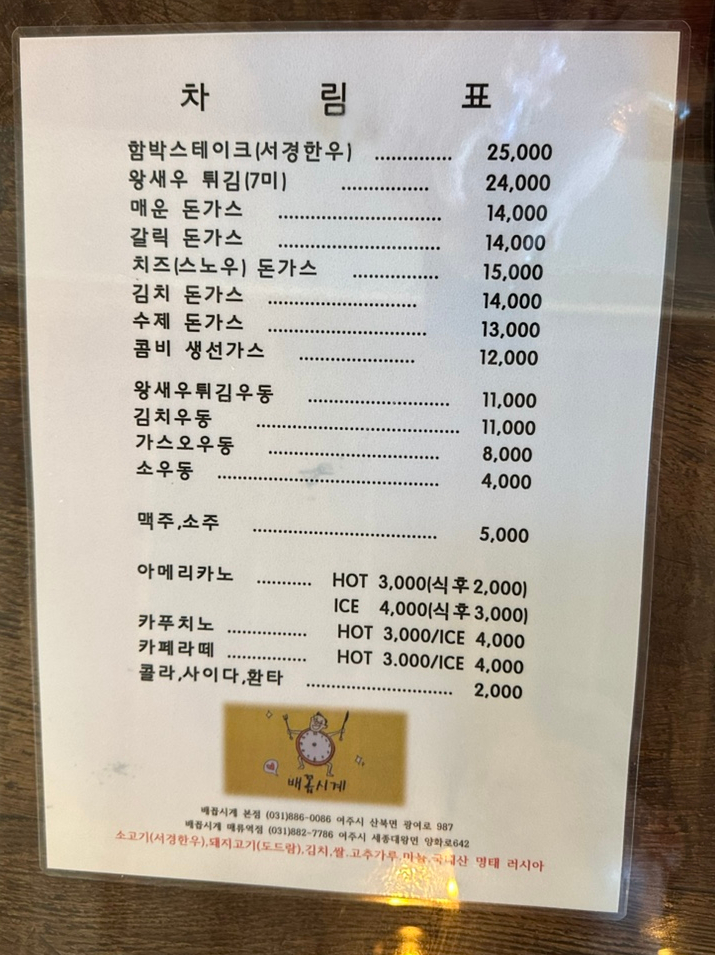 차 림 표
함박스테이크(서경한우) .............. 25,000
왕새우 튀김(7미) ................ 24,000
매운 돈가스 .............................. 14,000
갈릭 돈가스 .............................. 14,000
치즈(스노우) 돈가스 ................ 15,000
김치 돈가스 ........................... 14,000
수제 돈가스 ............................. 13,000
콤비 생선가스 ..................... 12,000
왕새우튀김우동 .......................... 11,000
김치우동 ..................................... 11,000
가스오우동 ............................... 8,000
소우동 ........................................ 4,000
맥주,소주 .................................. 5,000
아메리카노 .......... HOT 3,000(식후2,000)
ICE 4,000(식후3,000)
카푸치노 .............. HOT 3,000/ICE 4,000
카페라떼 .............. HOT 3.000/ICE 4,000
콜라,사이다,환타 ........................... 2,000
배꼽시계
배꼽시계 본점 (031)886-0086 여주시 산북면 광여로 987
배꼽시계 매류역점 (031)882-7786 여주시 세종대왕면 양화로642
소고기(서경한우).돼지고기(도드람).김치.쌀.고추가루.마늘.국내산 명태 러시아